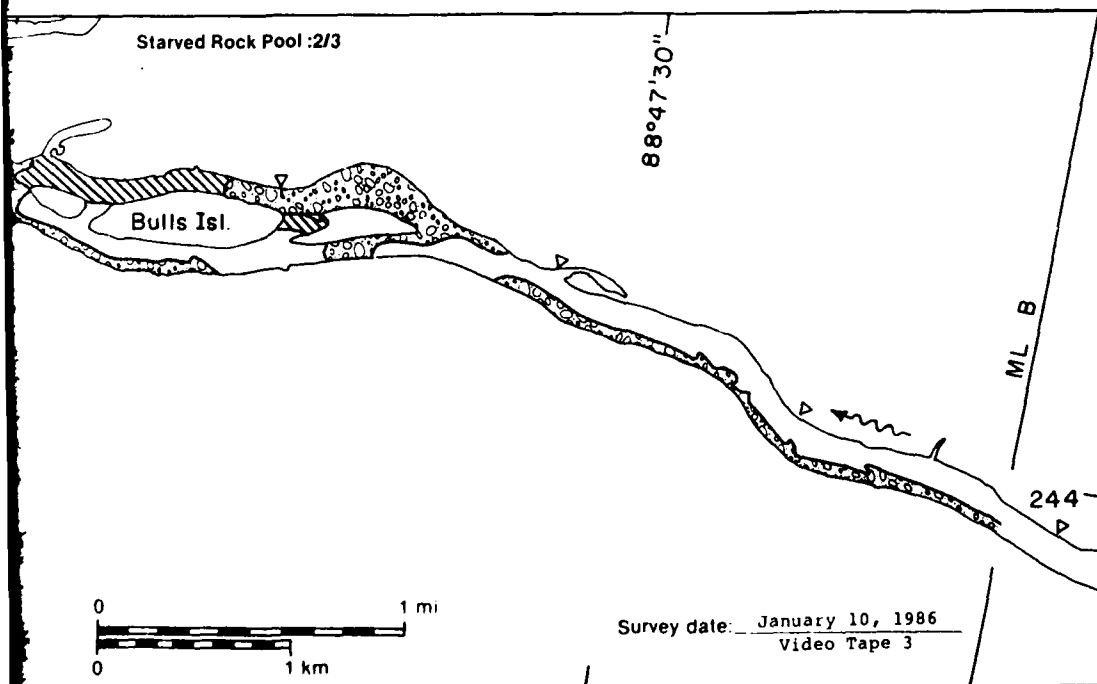 Starved Rock Pool :2/3
88°47'30"
Bulls Isl.
ML B
244
0 1 mi
0 1 km
Survey date: January 10, 1986
Video Tape 3